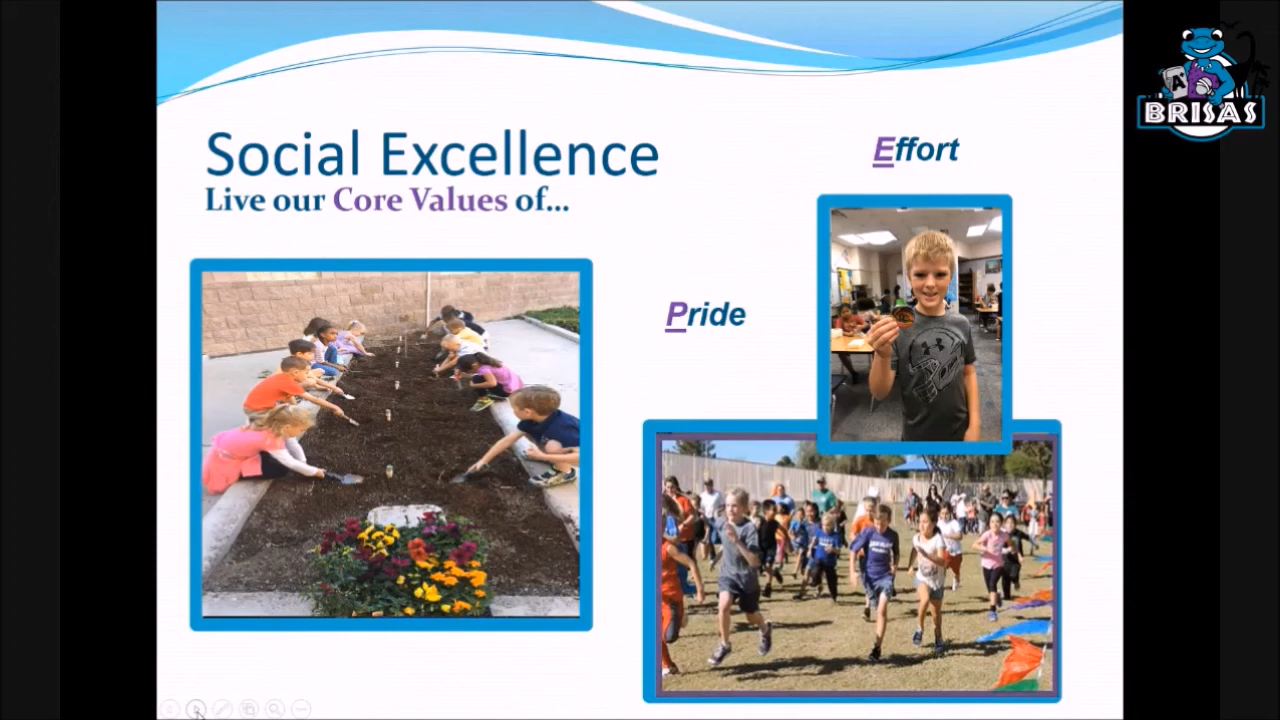 Social Excellence
Live our Core Values of...
Effort
Pride
A+
BRISAS